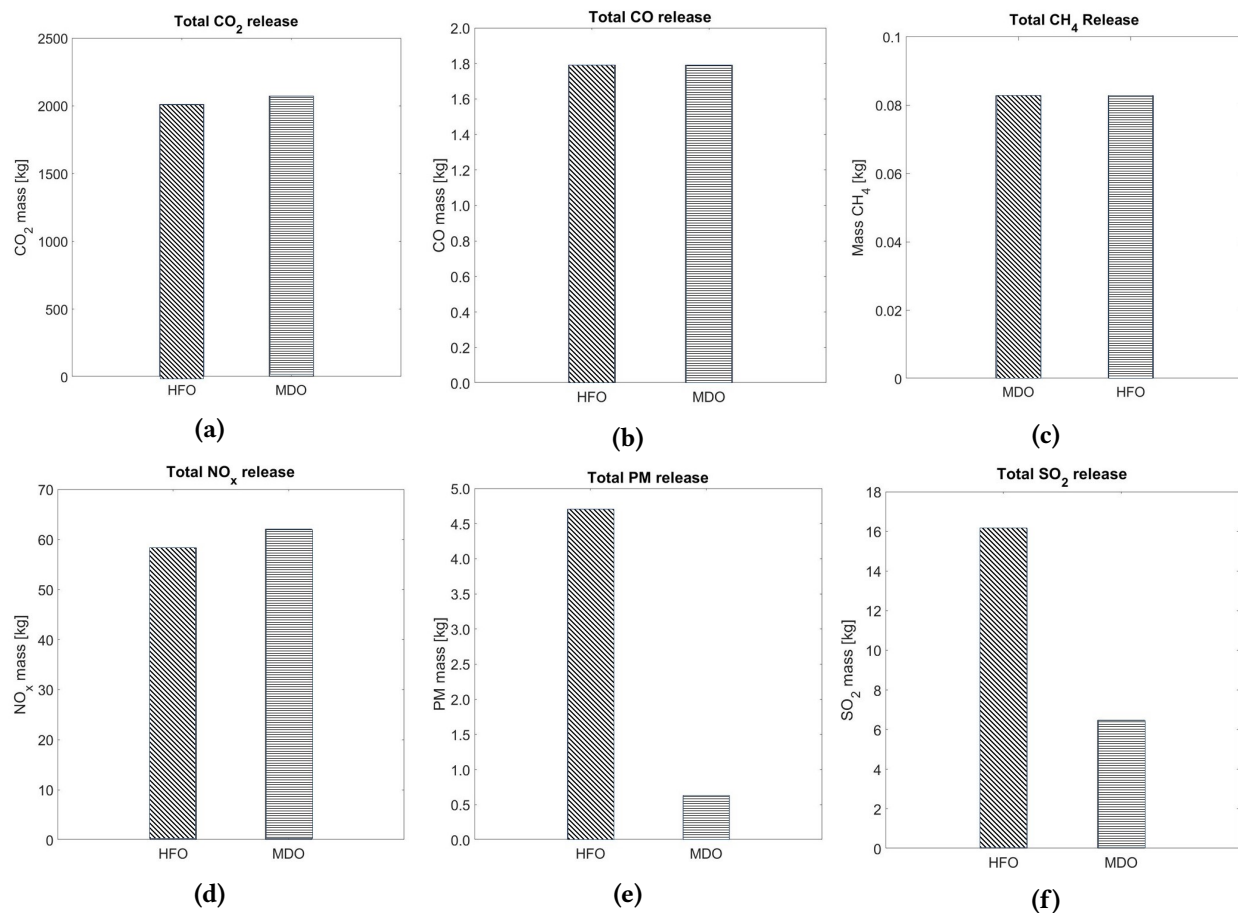 Total CO₂ release
CO₂ mass [kg]
2500
2000
1500
1000
500
0
HFO
MDO
(a)
Total CO release
CO mass [kg]
2.0
1.8
1.6
1.4
1.2
1.0
0.8
0.6
0.4
0.2
0.0
HFO
MDO
(b)
Total CH₄ Release
Mass CH₄ [kg]
0.1
0.08
0.06
0.04
0.02
0
MDO
HFO
(c)
Total NOₓ release
NOₓ mass [kg]
70
60
50
40
30
20
10
0
HFO
MDO
(d)
Total PM release
PM mass [kg]
5.0
4.5
4.0
3.5
3.0
2.5
2.0
1.5
1.0
0.5
0.0
HFO
MDO
(e)
Total SO₂ release
SO₂ mass [kg]
18
16
14
12
10
8
6
4
2
0
HFO
MDO
(f)